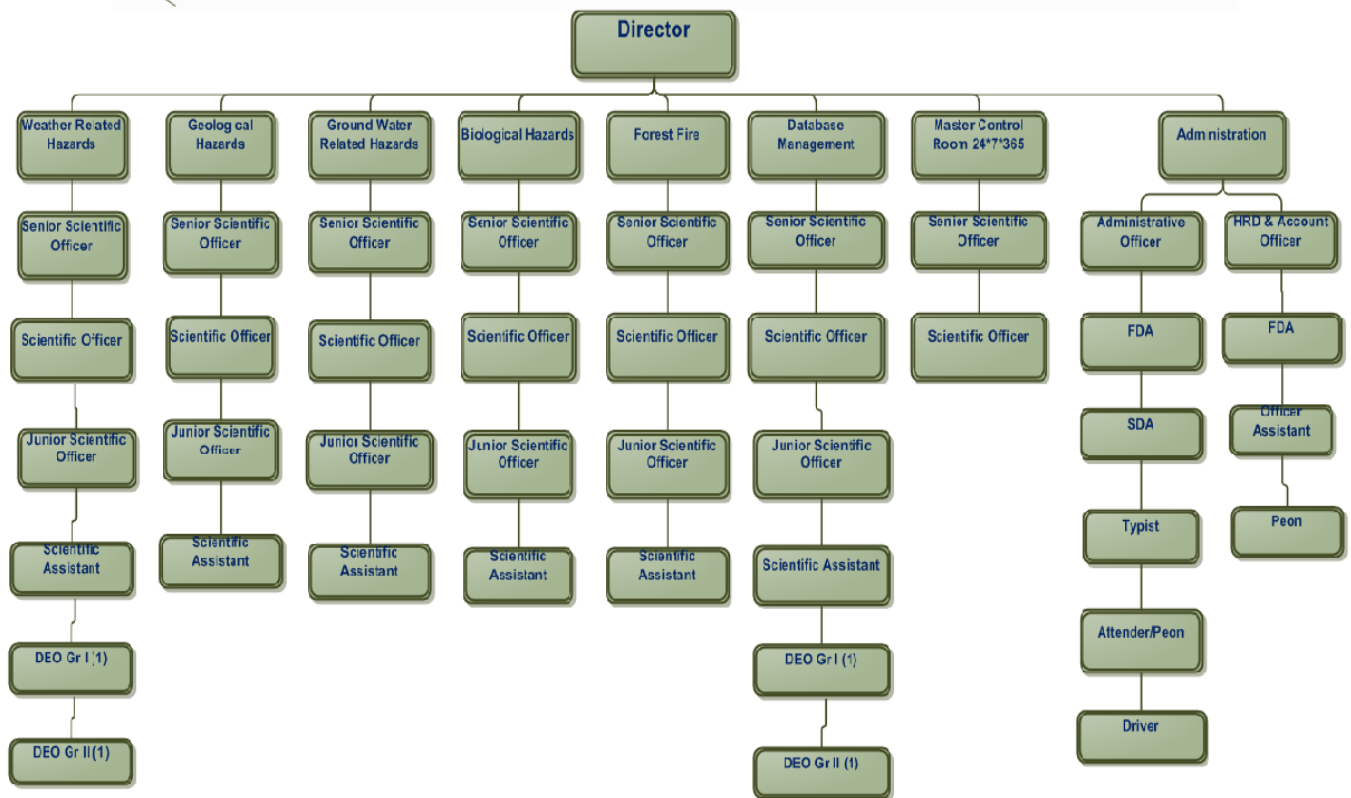 Director
Weather Related
Hazards
Geological
Hazards
Ground Water
Related Hazards
Biological Hazards
Forest Fire
Database
Management
Master Control
Room 24*7*365
Administration
Senior Scientific
Officer
Senior Scientific
Officer
Senior Scientific
Officer
Senior Scientific
Officer
Senior Scientific
Officer
Senior Scientific
Officer
Senior Scientific
Officer
Administrative
Officer
HRD & Account
Officer
Scientific Officer
Scientific Officer
Scientific Officer
Scientific Officer
Scientific Officer
Scientific Officer
Scientific Officer
FDA
FDA
Junior Scientific
Officer
Junior Scientific
Officer
Junior Scientific
Officer
Junior Scientific
Officer
Junior Scientific
Officer
Junior Scientific
Officer
SDA
Officer
Assistant
Scientific
Assistant
Scientific
Assistant
Scientific
Assistant
Scientific
Assistant
Scientific
Assistant
Scientific Assistant
Typist
Peon
DEO Gr I (1)
DEO Gr I (1)
Attender/Peon
DEO Gr II (1)
DEO Gr II (1)
Driver